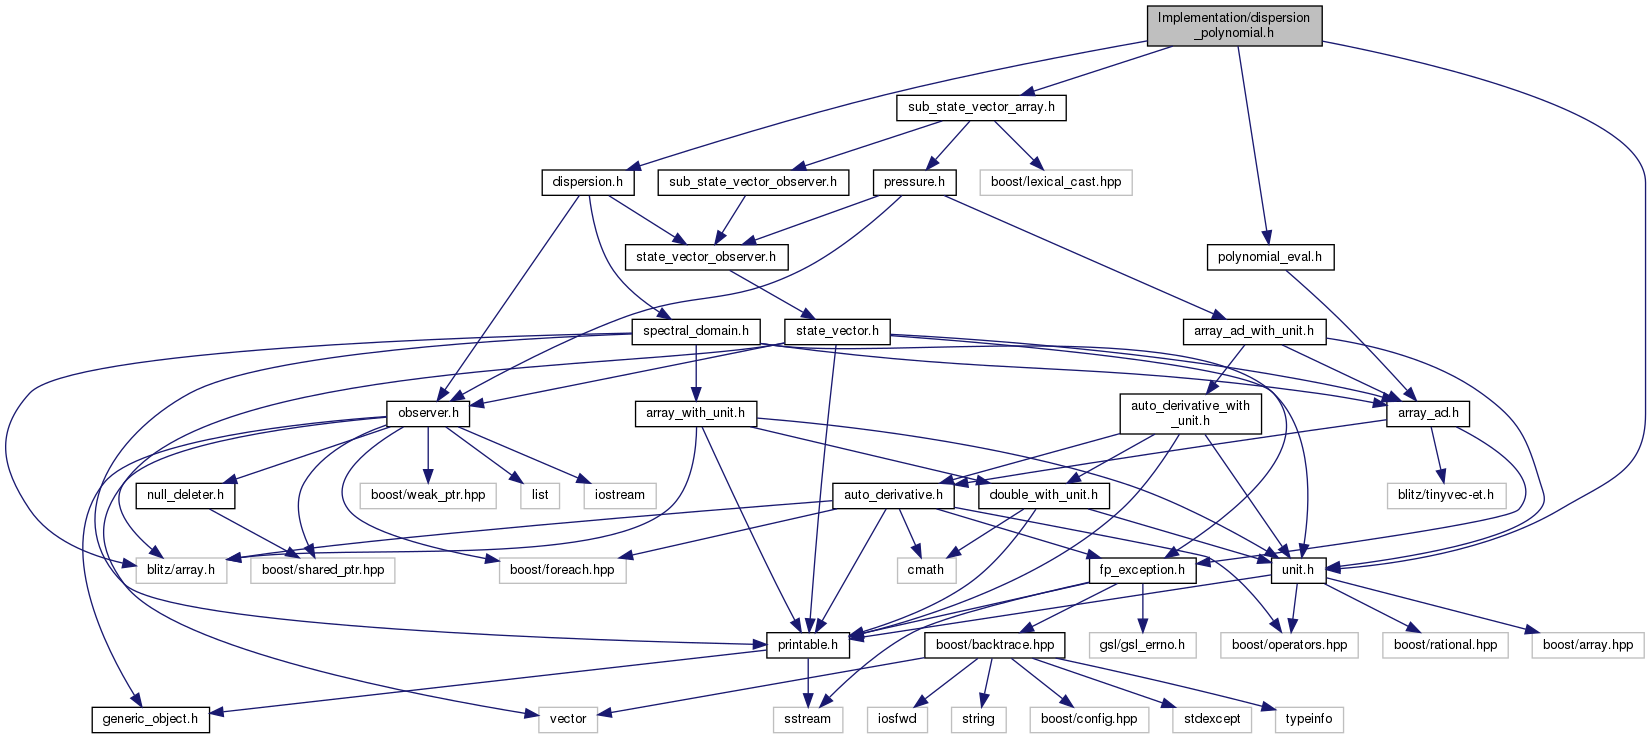 Implementation/dispersion
_polynomial.h
sub_state_vector_array.h
dispersion.h
sub_state_vector_observer.h
pressure.h
boost/lexical_cast.hpp
state_vector_observer.h
polynomial_eval.h
spectral_domain.h
state_vector.h
array_ad_with_unit.h
observer.h
array_with_unit.h
auto_derivative_with
_unit.h
array_ad.h
null_deleter.h
boost/weak_ptr.hpp
list
iostream
auto_derivative.h
double_with_unit.h
blitz/tinyvec-et.h
blitz/array.h
boost/shared_ptr.hpp
boost/foreach.hpp
cmath
fp_exception.h
unit.h
printable.h
boost/backtrace.hpp
gsl/gsl_errno.h
boost/operators.hpp
boost/rational.hpp
boost/array.hpp
generic_object.h
vector
sstream
iosfwd
string
boost/config.hpp
stdexcept
typeinfo